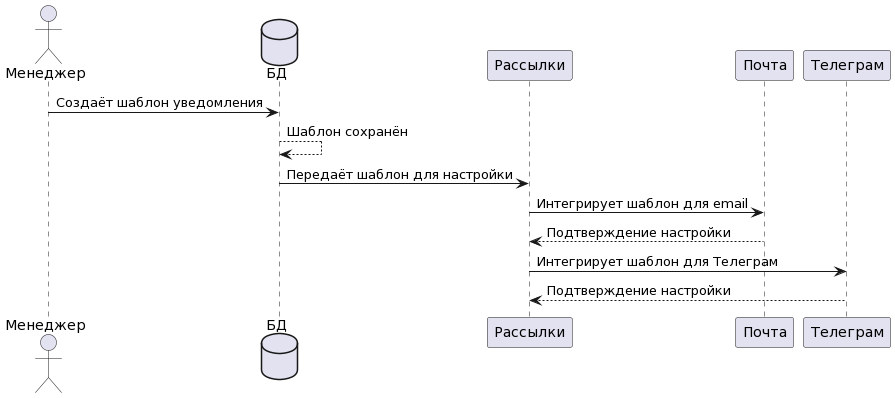 Менеджер
БД
Рассылки
Почта
Телеграм
Создаёт шаблон уведомления
Шаблон сохранён
Передаёт шаблон для настройки
Интегрирует шаблон для email
Подтверждение настройки
Интегрирует шаблон для Телеграм
Подтверждение настройки
Менеджер
БД
Рассылки
Почта
Телеграм